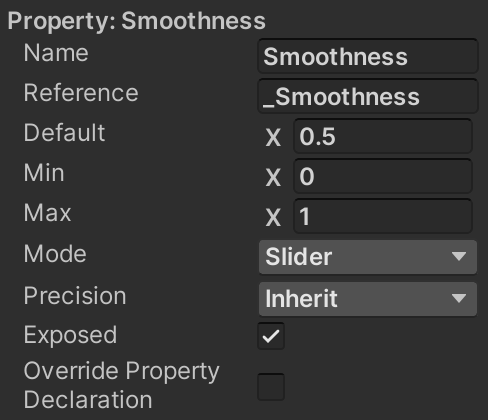 Property: Smoothness
Name Smoothness
Reference _Smoothness
Default X 0.5
Min X 0
Max X 1
Mode Slider
Precision Inherit
Exposed
Override Property
Declaration